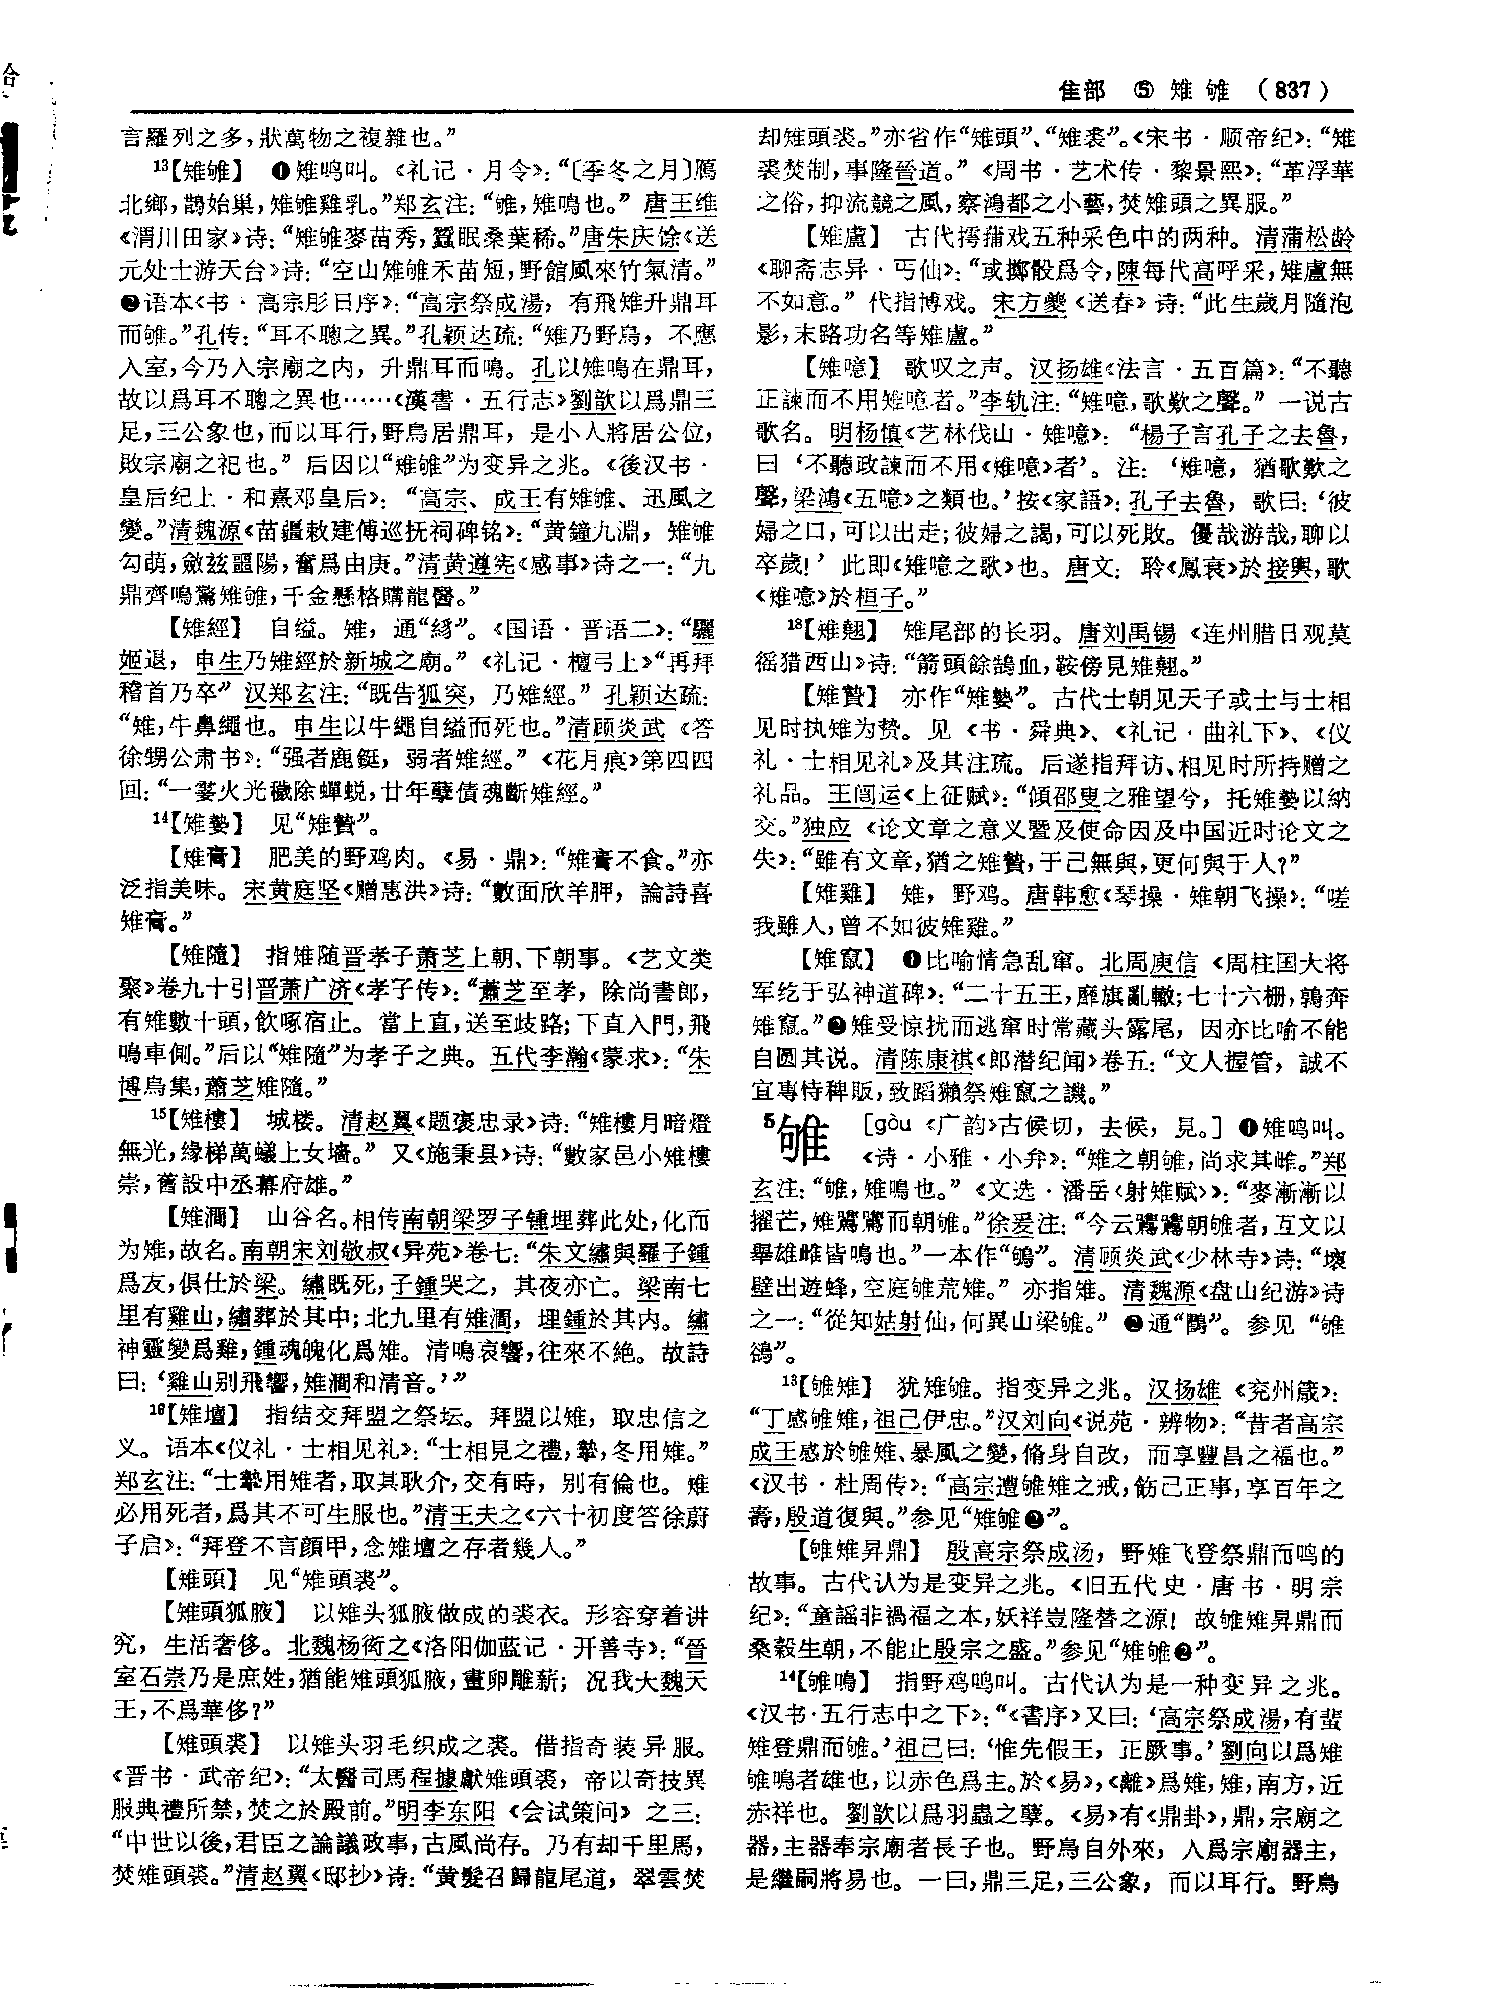 隹部 ⑤ 雉 雊 (837)
言羅列之多，狀萬物之複雜也。”
¹³【雉雊】 ❶雉鸣叫。《礼记·月令》：“〔季冬之月〕鴈
北鄉，鵲始巢，雉雊雞乳。”郑玄注：“雊，雉鳴也。” 唐王维
《渭川田家》诗：“雉雊麥苗秀，蠶眠桑葉稀。”唐朱庆馀《送
元处士游天台》诗：“空山雉雊禾苗短，野館風來竹氣清。”
❷语本《书·高宗肜日序》：“高宗祭成湯，有飛雉升鼎耳
而雊。”孔传：“耳不聰之異。”孔颖达疏：“雉乃野鳥，不應
入室，今乃入宗廟之内，升鼎耳而鳴。孔以雉鳴在鼎耳，
故以爲耳不聰之異也……《漢書·五行志》劉歆以爲鼎三
足，三公象也，而以耳行，野鳥居鼎耳，是小人將居公位，
敗宗廟之祀也。” 后因以“雉雊”为变异之兆。《後汉书·
皇后纪上·和熹邓皇后》：“高宗、成王有雉雊、迅風之
變。”清魏源《苗疆敕建傅巡抚祠碑铭》：“黄鐘九淵，雉雊
勾萌，斂兹噩陽，奮爲由庚。”清黄遵宪《感事》诗之一：“九
鼎齊鳴驚雉雊，千金懸格購龍醫。”
【雉經】 自缢。雉，通“縿”。《国语·晋语二》：“驪
姬退，申生乃雉經於新城之廟。” 《礼记·檀弓上》“再拜
稽首乃卒” 汉郑玄注：“既告狐突，乃雉經。” 孔颖达疏：
“雉，牛鼻繩也。申生以牛繩自縊而死也。”清顾炎武《答
徐甥公肃书》：“强者鹿鋌，弱者雉經。” 《花月痕》第四四
回：“一婁火光穢除蟬蜕，廿年孽債魂斷雉經。”
¹⁴【雉摯】 见“雉贄”。
【雉膏】 肥美的野鸡肉。《易·鼎》：“雉膏不食。”亦
泛指美味。宋黄庭坚《赠惠洪》诗：“數面欣羊胛，論詩喜
雉膏。”
【雉隨】 指雉随晋孝子萧芝上朝、下朝事。《艺文类
聚》卷九十引晋萧广济《孝子传》：“蕭芝至孝，除尚書郎，
有雉數十頭，飲啄宿止。當上直，送至歧路；下直入門，飛
鳴車側。”后以“雉隨”为孝子之典。五代李瀚《蒙求》：“朱
博烏集，蕭芝雉隨。”
¹⁵【雉樓】 城楼。清赵翼《题褒忠录》诗：“雉樓月暗燈
無光，緣梯萬蟻上女墻。” 又《施秉县》诗：“數家邑小雉樓
崇，舊設中丞幕府雄。”
【雉澗】 山谷名。相传南朝梁罗子锺埋葬此处，化而
为雉，故名。南朝宋刘敬叔《异苑》卷七：“朱文繡與羅子鍾
爲友，俱仕於梁。繡既死，子鍾哭之，其夜亦亡。梁南七
里有雞山，繡葬於其中；北九里有雉澗，埋鍾於其内。繡
神靈變爲雞，鍾魂魄化爲雉。清鳴哀響，往來不絶。故詩
曰：‘雞山别飛響，雉澗和清音。’”
¹⁶【雉壇】 指结交拜盟之祭坛。拜盟以雉，取忠信之
义。语本《仪礼·士相见礼》：“士相見之禮，摯，冬用雉。”
郑玄注：“士摯用雉者，取其耿介，交有時，别有倫也。雉
必用死者，爲其不可生服也。”清王夫之《六十初度答徐蔚
子启》：“拜登不言顔甲，念雉壇之存者幾人。”
【雉頭】 见“雉頭裘”。
【雉頭狐腋】 以雉头狐腋做成的裘衣。形容穿着讲
究，生活奢侈。北魏杨衒之《洛阳伽蓝记·开善寺》：“晉
室石崇乃是庶姓，猶能雉頭狐腋，畫卵雕薪；况我大魏天
王，不爲華侈？”
【雉頭裘】 以雉头羽毛织成之裘。借指奇装异服。
《晋书·武帝纪》：“太醫司馬程據獻雉頭裘，帝以奇技異
服典禮所禁，焚之於殿前。”明李东阳《会试策问》之三：
“中世以後，君臣之論議政事，古風尚存。乃有却千里馬，
焚雉頭裘。”清赵翼《邸抄》诗：“黄髮召歸龍尾道，翠雲焚
却雉頭裘。”亦省作“雉頭”、“雉裘”。《宋书·顺帝纪》：“雉
裘焚制，事隆晉道。” 《周书·艺术传·黎景熙》：“革浮華
之俗，抑流競之風，察鴻都之小藝，焚雉頭之異服。”
【雉盧】 古代摴蒱戏五种采色中的两种。清蒲松龄
《聊斋志异·丐仙》：“或擲骰爲令，陳每代高呼采，雉盧無
不如意。” 代指博戏。宋方夔《送春》诗：“此生歲月隨泡
影，末路功名等雉盧。”
【雉噫】 歌叹之声。汉扬雄《法言·五百篇》：“不聽
正諫而不用雉噫者。”李轨注：“雉噫，歌歎之聲。” 一说古
歌名。明杨慎《艺林伐山·雉噫》：“楊子言孔子之去魯，
曰‘不聽政諫而不用《雉噫》者’。注：‘雉噫，猶歌歎之
聲，梁鴻《五噫》之類也。’按《家語》：孔子去魯，歌曰：‘彼
婦之口，可以出走；彼婦之謁，可以死敗。優哉游哉，聊以
卒歲！’ 此即《雉噫之歌》也。唐文：聆《鳳衰》於接輿，歌
《雉噫》於桓子。”
¹⁸【雉翹】 雉尾部的长羽。唐刘禹锡《连州腊日观莫
徭猎西山》诗：“箭頭餘鵠血，鞍傍見雉翹。”
【雉贄】 亦作“雉摯”。古代士朝见天子或士与士相
见时执雉为贽。见《书·舜典》、《礼记·曲礼下》、《仪
礼·士相见礼》及其注疏。后遂指拜访、相见时所持赠之
礼品。王闿运《上征赋》：“傾邵叟之雅望兮，托雉摯以納
交。”独应《论文章之意义暨及使命因及中国近时论文之
失》：“雖有文章，猶之雉贄，于己無與，更何與于人？”
【雉雞】 雉，野鸡。唐韩愈《琴操·雉朝飞操》：“嗟
我雖人，曾不如彼雉雞。”
【雉竄】 ❶比喻情急乱窜。北周庾信《周柱国大将
军纥于弘神道碑》：“二十五王，靡旗亂轍；七十六栅，鶉奔
雉竄。”❷雉受惊扰而逃窜时常藏头露尾，因亦比喻不能
自圆其说。清陈康祺《郎潜纪闻》卷五：“文人握管，誠不
宜專恃稗販，致蹈獺祭雉竄之譏。”
⁵雊 [gòu 《广韵》古候切，去候，見。] ❶雉鸣叫。
《诗·小雅·小弁》：“雉之朝雊，尚求其雌。”郑
玄注：“雊，雉鳴也。” 《文选·潘岳〈射雉赋〉》：“麥漸漸以
擢芒，雉鷕鷕而朝雊。”徐爰注：“今云鷕鷕朝雊者，互文以
舉雄雌皆鳴也。”一本作“鴝”。清顾炎武《少林寺》诗：“壞
壁出遊蜂，空庭雊荒雉。” 亦指雉。清魏源《盘山纪游》诗
之一：“從知姑射仙，何異山梁雊。” ❷通“鸜”。参见“雊
鵒”。
¹³【雊雉】 犹雉雊。指变异之兆。汉扬雄《兖州箴》：
“丁感雊雉，祖己伊忠。”汉刘向《说苑·辨物》：“昔者高宗
成王感於雊雉、暴風之變，脩身自改，而享豐昌之福也。”
《汉书·杜周传》：“高宗遭雊雉之戒，飭己正事，享百年之
壽，殷道復興。”参见“雉雊❷”。
【雊雉昇鼎】 殷高宗祭成汤，野雉飞登祭鼎而鸣的
故事。古代认为是变异之兆。《旧五代史·唐书·明宗
纪》：“童謡非禍福之本，妖祥豈隆替之源！故雊雉昇鼎而
桑穀生朝，不能止殷宗之盛。”参见“雉雊❷”。
¹⁴【雊鳴】 指野鸡鸣叫。古代认为是一种变异之兆。
《汉书·五行志中之下》：“《書序》又曰：‘高宗祭成湯，有蜚
雉登鼎而雊。’祖己曰：‘惟先假王，正厥事。’劉向以爲雉
雊鳴者雄也，以赤色爲主。於《易》，《離》爲雉，雉，南方，近
赤祥也。劉歆以爲羽蟲之孽。《易》有《鼎卦》，鼎，宗廟之
器，主器奉宗廟者長子也。野鳥自外來，入爲宗廟器主，
是繼嗣將易也。一曰，鼎三足，三公象，而以耳行。野鳥